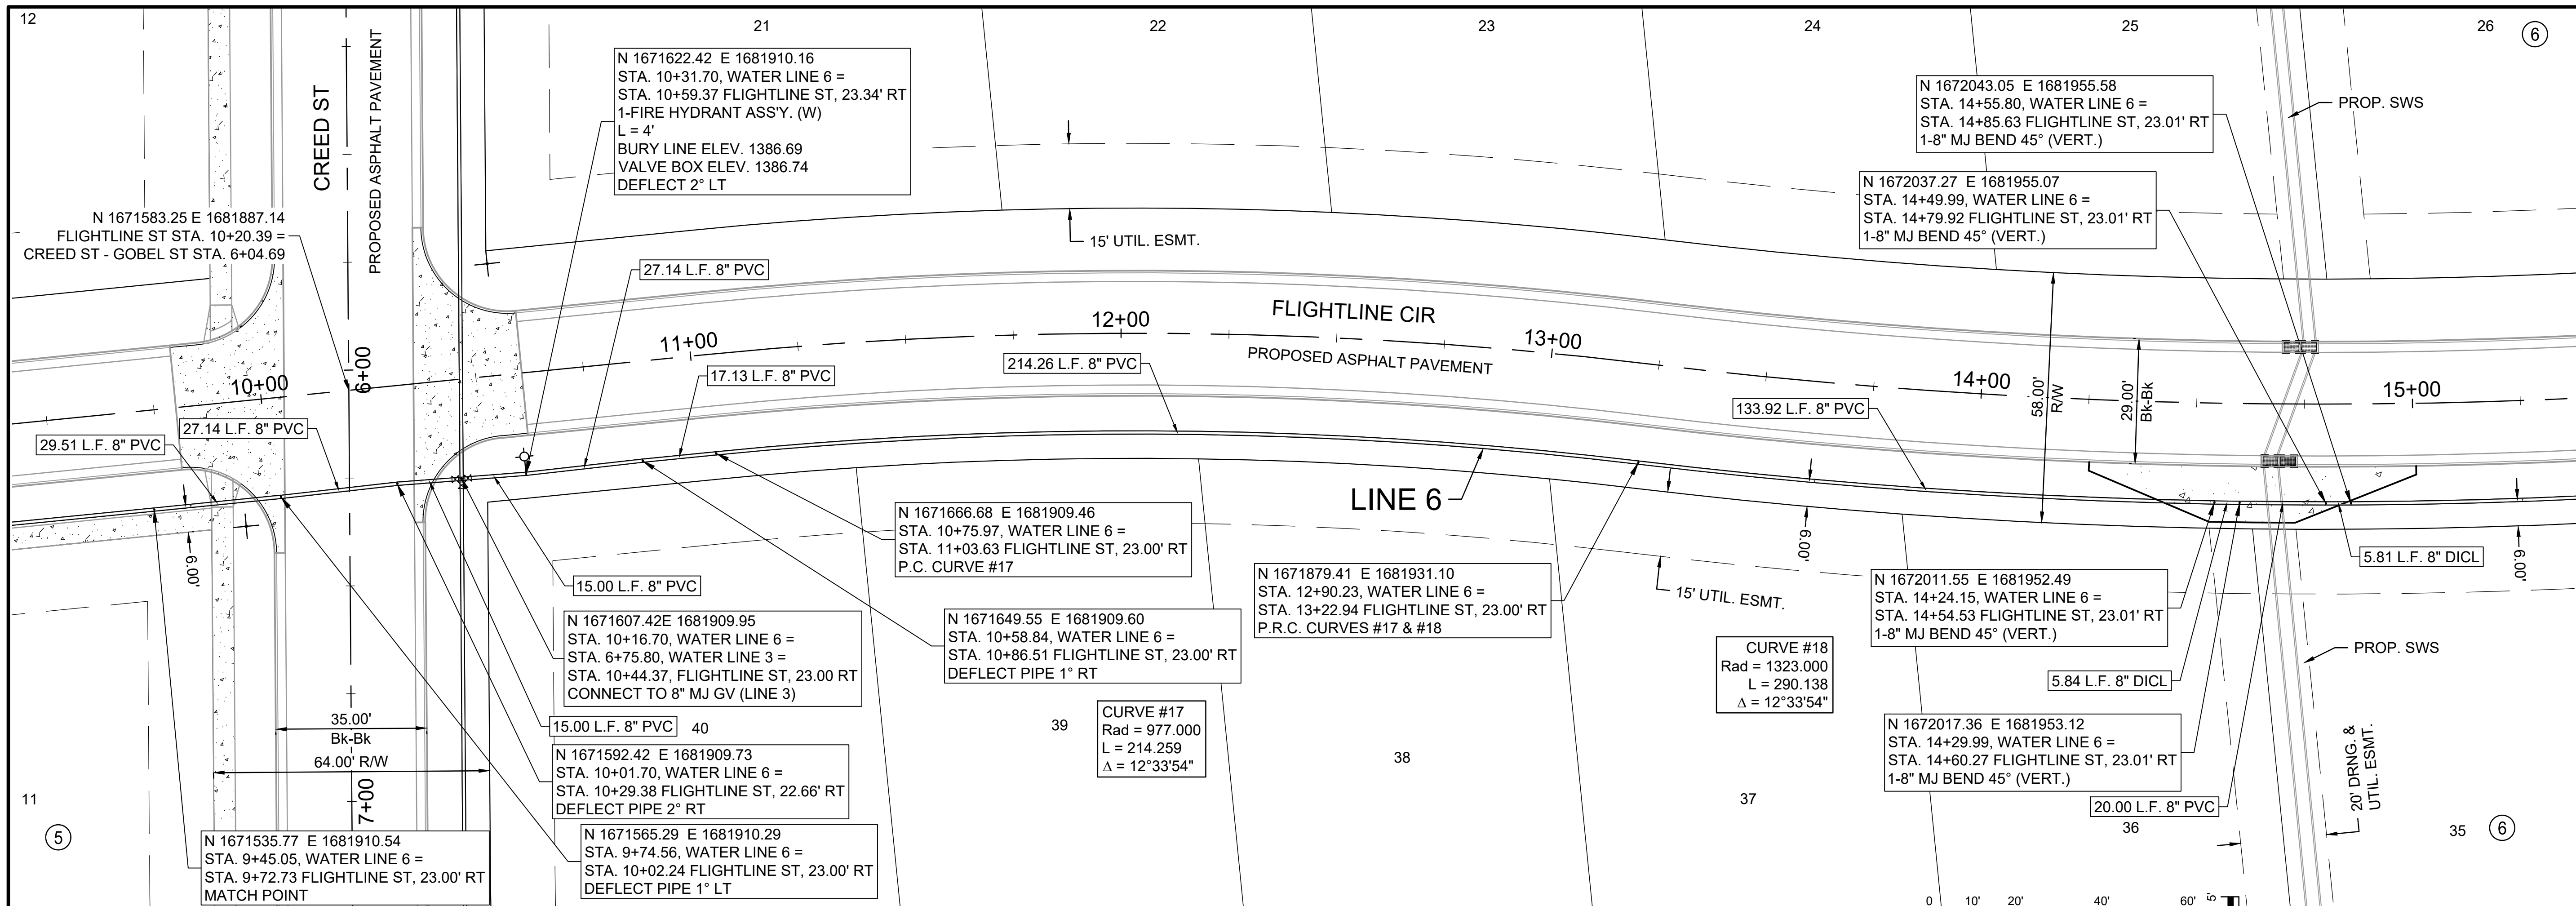 12
21
22
23
24
25
26
6
CREED ST
PROPOSED ASPHALT PAVEMENT
N 1671622.42 E 1681910.16
STA. 10+31.70, WATER LINE 6 =
STA. 10+59.37 FLIGHTLINE ST, 23.34' RT
1-FIRE HYDRANT ASS'Y. (W)
L = 4'
BURY LINE ELEV. 1386.69
VALVE BOX ELEV. 1386.74
DEFLECT 2° LT
N 1672043.05 E 1681955.58
STA. 14+55.80, WATER LINE 6 =
STA. 14+85.63 FLIGHTLINE ST, 23.01' RT
1-8" MJ BEND 45° (VERT.)
PROP. SWS
N 1672037.27 E 1681955.07
STA. 14+49.99, WATER LINE 6 =
STA. 14+79.92 FLIGHTLINE ST, 23.01' RT
1-8" MJ BEND 45° (VERT.)
N 1671583.25 E 1681887.14
FLIGHTLINE ST STA. 10+20.39 =
CREED ST - GOBEL ST STA. 6+04.69
15' UTIL. ESMT.
27.14 L.F. 8" PVC
FLIGHTLINE CIR
PROPOSED ASPHALT PAVEMENT
10+00
6+00
11+00
12+00
13+00
14+00
15+00
17.13 L.F. 8" PVC
214.26 L.F. 8" PVC
133.92 L.F. 8" PVC
58.00'
R/W
29.00'
Bk-Bk
29.51 L.F. 8" PVC
27.14 L.F. 8" PVC
LINE 6
6.00'
6.00'
6.00'
5.81 L.F. 8" DICL
N 1671666.68 E 1681909.46
STA. 10+75.97, WATER LINE 6 =
STA. 11+03.63 FLIGHTLINE ST, 23.00' RT
P.C. CURVE #17
15.00 L.F. 8" PVC
N 1671879.41 E 1681931.10
STA. 12+90.23, WATER LINE 6 =
STA. 13+22.94 FLIGHTLINE ST, 23.00' RT
P.R.C. CURVES #17 & #18
15' UTIL. ESMT.
N 1672011.55 E 1681952.49
STA. 14+24.15, WATER LINE 6 =
STA. 14+54.53 FLIGHTLINE ST, 23.01' RT
1-8" MJ BEND 45° (VERT.)
N 1671607.42E 1681909.95
STA. 10+16.70, WATER LINE 6 =
STA. 6+75.80, WATER LINE 3 =
STA. 10+44.37, FLIGHTLINE ST, 23.00 RT
CONNECT TO 8" MJ GV (LINE 3)
N 1671649.55 E 1681909.60
STA. 10+58.84, WATER LINE 6 =
STA. 10+86.51 FLIGHTLINE ST, 23.00' RT
DEFLECT PIPE 1° RT
CURVE #18
Rad = 1323.000
L = 290.138
Δ = 12°33'54"
PROP. SWS
5.84 L.F. 8" DICL
35.00'
Bk-Bk
64.00' R/W
7+00
15.00 L.F. 8" PVC
40
39
CURVE #17
Rad = 977.000
L = 214.259
Δ = 12°33'54"
38
37
N 1672017.36 E 1681953.12
STA. 14+29.99, WATER LINE 6 =
STA. 14+60.27 FLIGHTLINE ST, 23.01' RT
1-8" MJ BEND 45° (VERT.)
20' DRNG. &
UTIL. ESMT.
N 1671592.42 E 1681909.73
STA. 10+01.70, WATER LINE 6 =
STA. 10+29.38 FLIGHTLINE ST, 22.66' RT
DEFLECT PIPE 2° RT
20.00 L.F. 8" PVC
11
5
36
35
6
N 1671535.77 E 1681910.54
STA. 9+45.05, WATER LINE 6 =
STA. 9+72.73 FLIGHTLINE ST, 23.00' RT
MATCH POINT
N 1671565.29 E 1681910.29
STA. 9+74.56, WATER LINE 6 =
STA. 10+02.24 FLIGHTLINE ST, 23.00' RT
DEFLECT PIPE 1° LT
0 10' 20' 40' 60'
5'